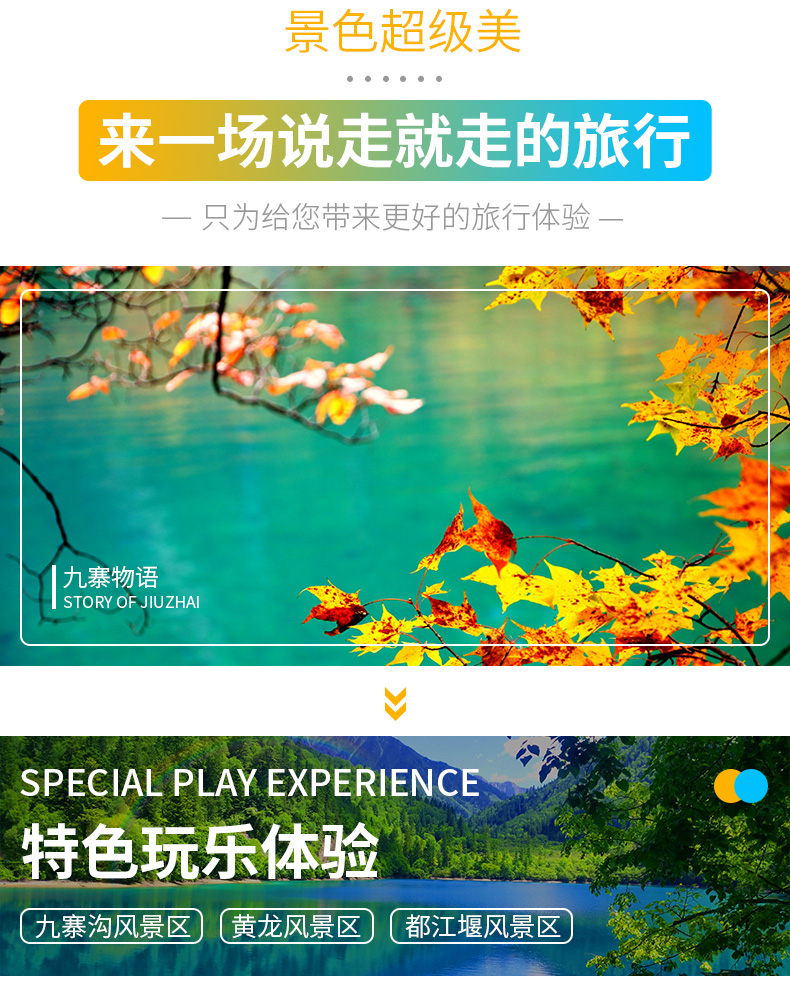 景色超级美
来一场说走就走的旅行
— 只为给您带来更好的旅行体验 —
九寨物语
STORY OF JIUZHAI
SPECIAL PLAY EXPERIENCE
特色玩乐体验
九寨沟风景区 黄龙风景区 都江堰风景区